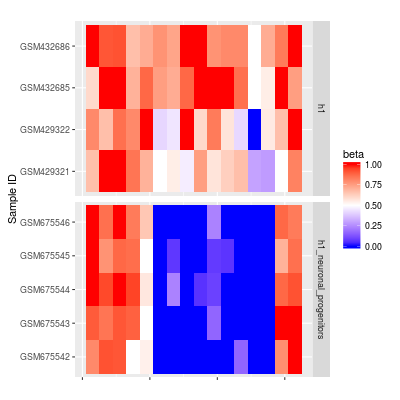 GSM432686
GSM432685
GSM429322
GSM429321
h1
GSM675546
GSM675545
GSM675544
GSM675543
GSM675542
h1_neuronal_progenitors
Sample ID
beta
1.00
0.75
0.50
0.25
0.00